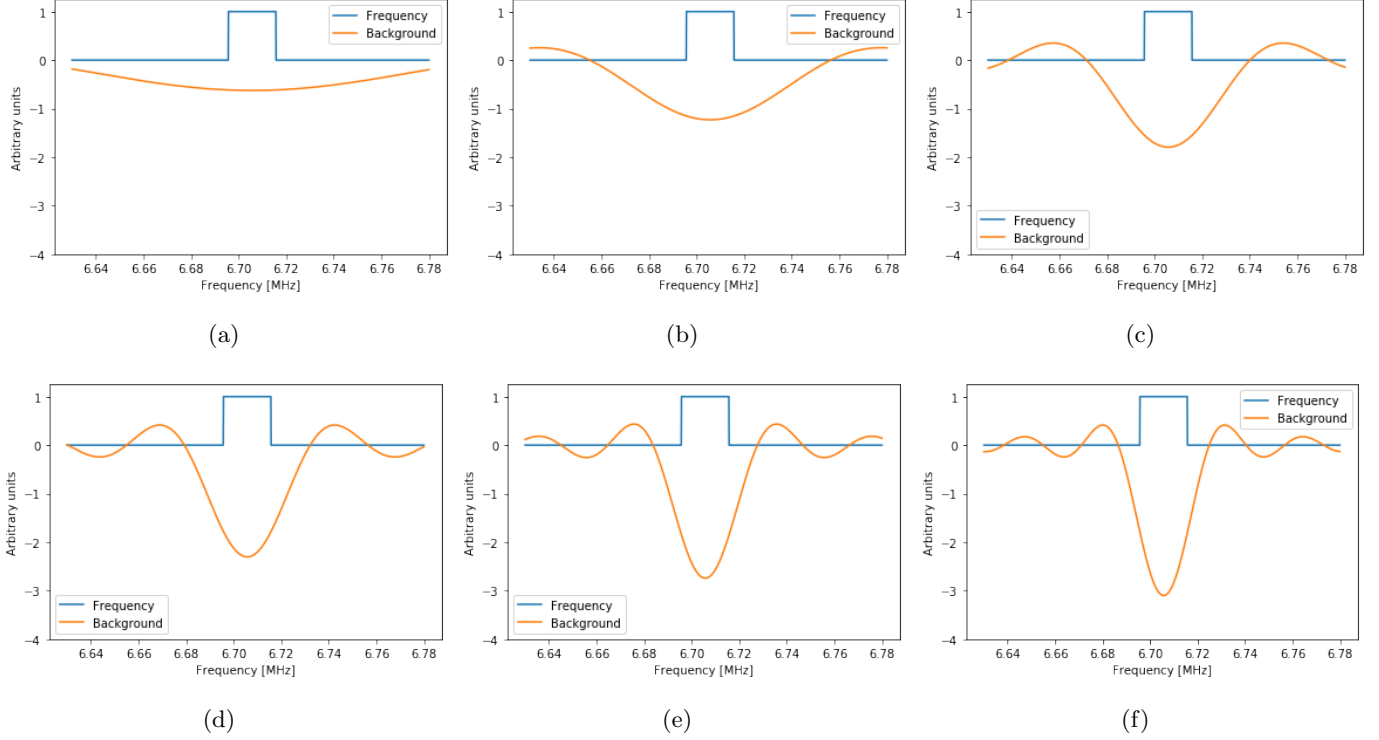 Arbitrary units
1
0
−1
−2
−3
−4
Frequency
Background
6.64 6.66 6.68 6.70 6.72 6.74 6.76 6.78
Frequency [MHz]
(a)
Arbitrary units
1
0
−1
−2
−3
−4
Frequency
Background
6.64 6.66 6.68 6.70 6.72 6.74 6.76 6.78
Frequency [MHz]
(b)
Arbitrary units
1
0
−1
−2
−3
−4
Frequency
Background
6.64 6.66 6.68 6.70 6.72 6.74 6.76 6.78
Frequency [MHz]
(c)
Arbitrary units
1
0
−1
−2
−3
−4
Frequency
Background
6.64 6.66 6.68 6.70 6.72 6.74 6.76 6.78
Frequency [MHz]
(d)
Arbitrary units
1
0
−1
−2
−3
−4
Frequency
Background
6.64 6.66 6.68 6.70 6.72 6.74 6.76 6.78
Frequency [MHz]
(e)
Arbitrary units
1
0
−1
−2
−3
−4
Frequency
Background
6.64 6.66 6.68 6.70 6.72 6.74 6.76 6.78
Frequency [MHz]
(f)